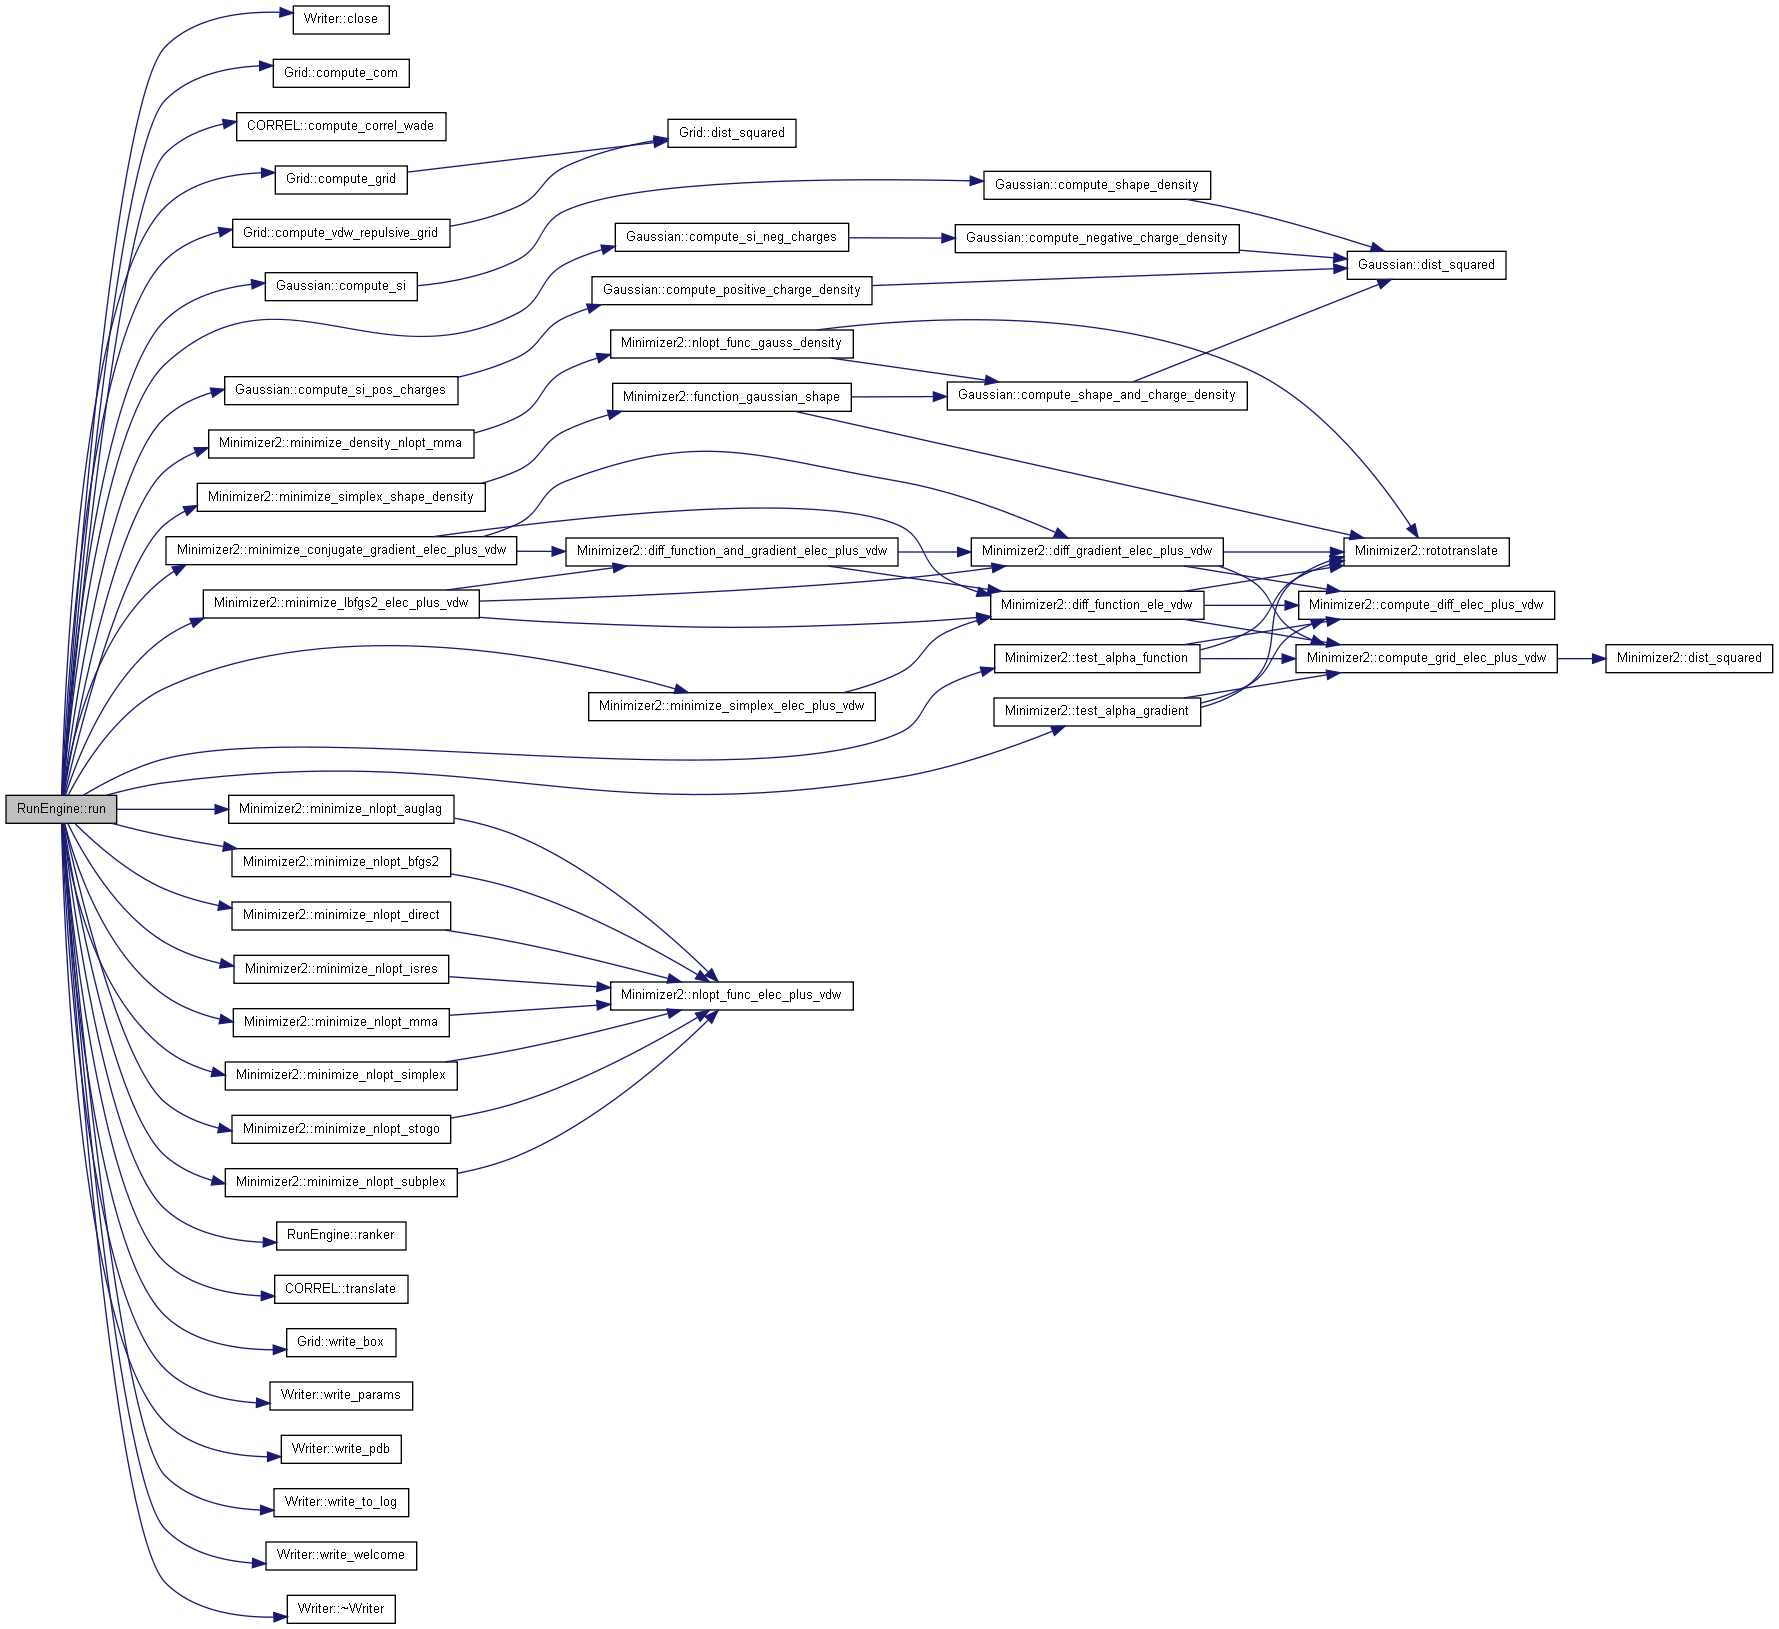 Writer::close
Grid::compute_com
CORREL::compute_correl_wade
Grid::dist_squared
Grid::compute_grid
Gaussian::compute_shape_density
Grid::compute_vdw_repulsive_grid
Gaussian::compute_si_neg_charges
Gaussian::compute_negative_charge_density
Gaussian::dist_squared
Gaussian::compute_si
Gaussian::compute_positive_charge_density
Minimizer2::nlopt_func_gauss_density
Gaussian::compute_si_pos_charges
Minimizer2::function_gaussian_shape
Gaussian::compute_shape_and_charge_density
Minimizer2::minimize_density_nlopt_mma
Minimizer2::minimize_simplex_shape_density
Minimizer2::minimize_conjugate_gradient_elec_plus_vdw
Minimizer2::diff_function_and_gradient_elec_plus_vdw
Minimizer2::diff_gradient_elec_plus_vdw
Minimizer2::rototranslate
Minimizer2::minimize_lbfgs2_elec_plus_vdw
Minimizer2::diff_function_ele_vdw
Minimizer2::compute_diff_elec_plus_vdw
Minimizer2::test_alpha_function
Minimizer2::compute_grid_elec_plus_vdw
Minimizer2::dist_squared
Minimizer2::minimize_simplex_elec_plus_vdw
Minimizer2::test_alpha_gradient
RunEngine::run
Minimizer2::minimize_nlopt_auglag
Minimizer2::minimize_nlopt_bfgs2
Minimizer2::minimize_nlopt_direct
Minimizer2::minimize_nlopt_isres
Minimizer2::nlopt_func_elec_plus_vdw
Minimizer2::minimize_nlopt_mma
Minimizer2::minimize_nlopt_simplex
Minimizer2::minimize_nlopt_stogo
Minimizer2::minimize_nlopt_subplex
RunEngine::ranker
CORREL::translate
Grid::write_box
Writer::write_params
Writer::write_pdb
Writer::write_to_log
Writer::write_welcome
Writer::~Writer